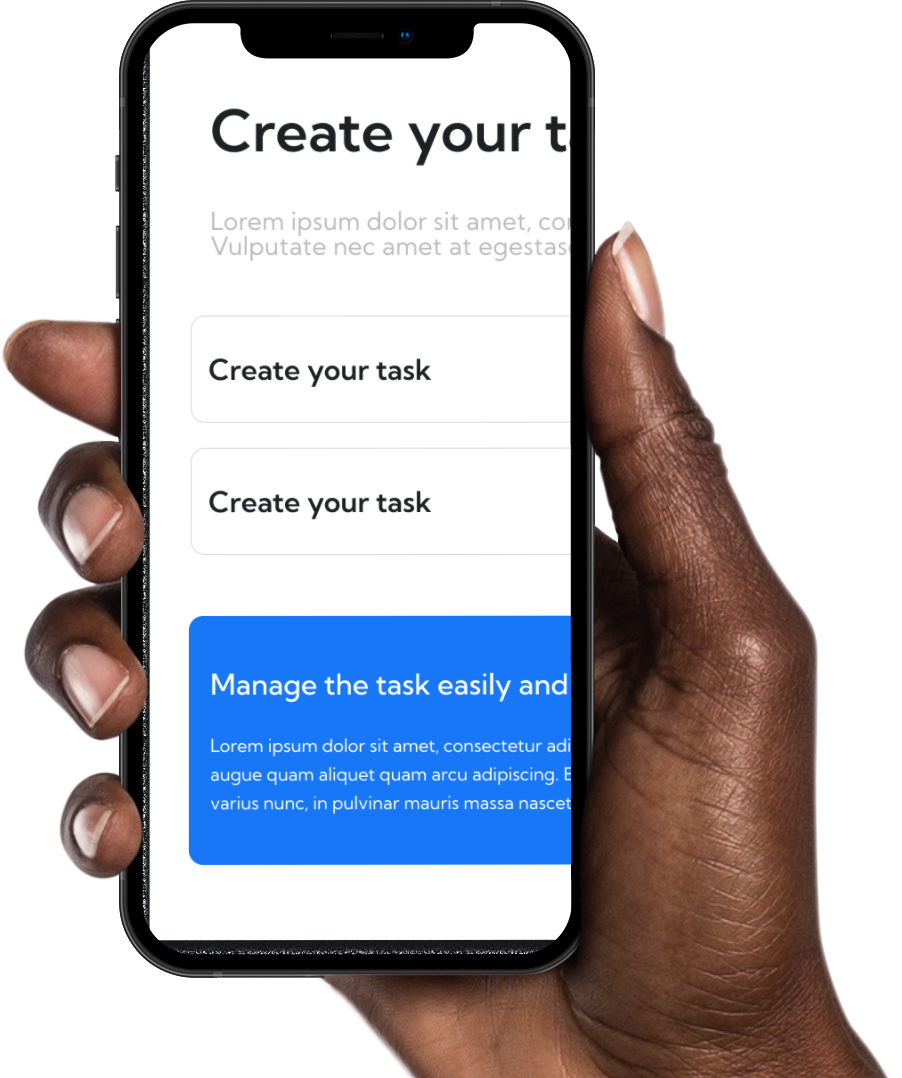 Create your t
Lorem ipsum dolor sit amet, co
Vulputate nec amet at egestas
Create your task
Create your task
Manage the task easily and
Lorem ipsum dolor sit amet, consectetur adi
augue quam aliquet quam arcu adipiscing.
varius nunc, in pulvinar mauris massa nascet